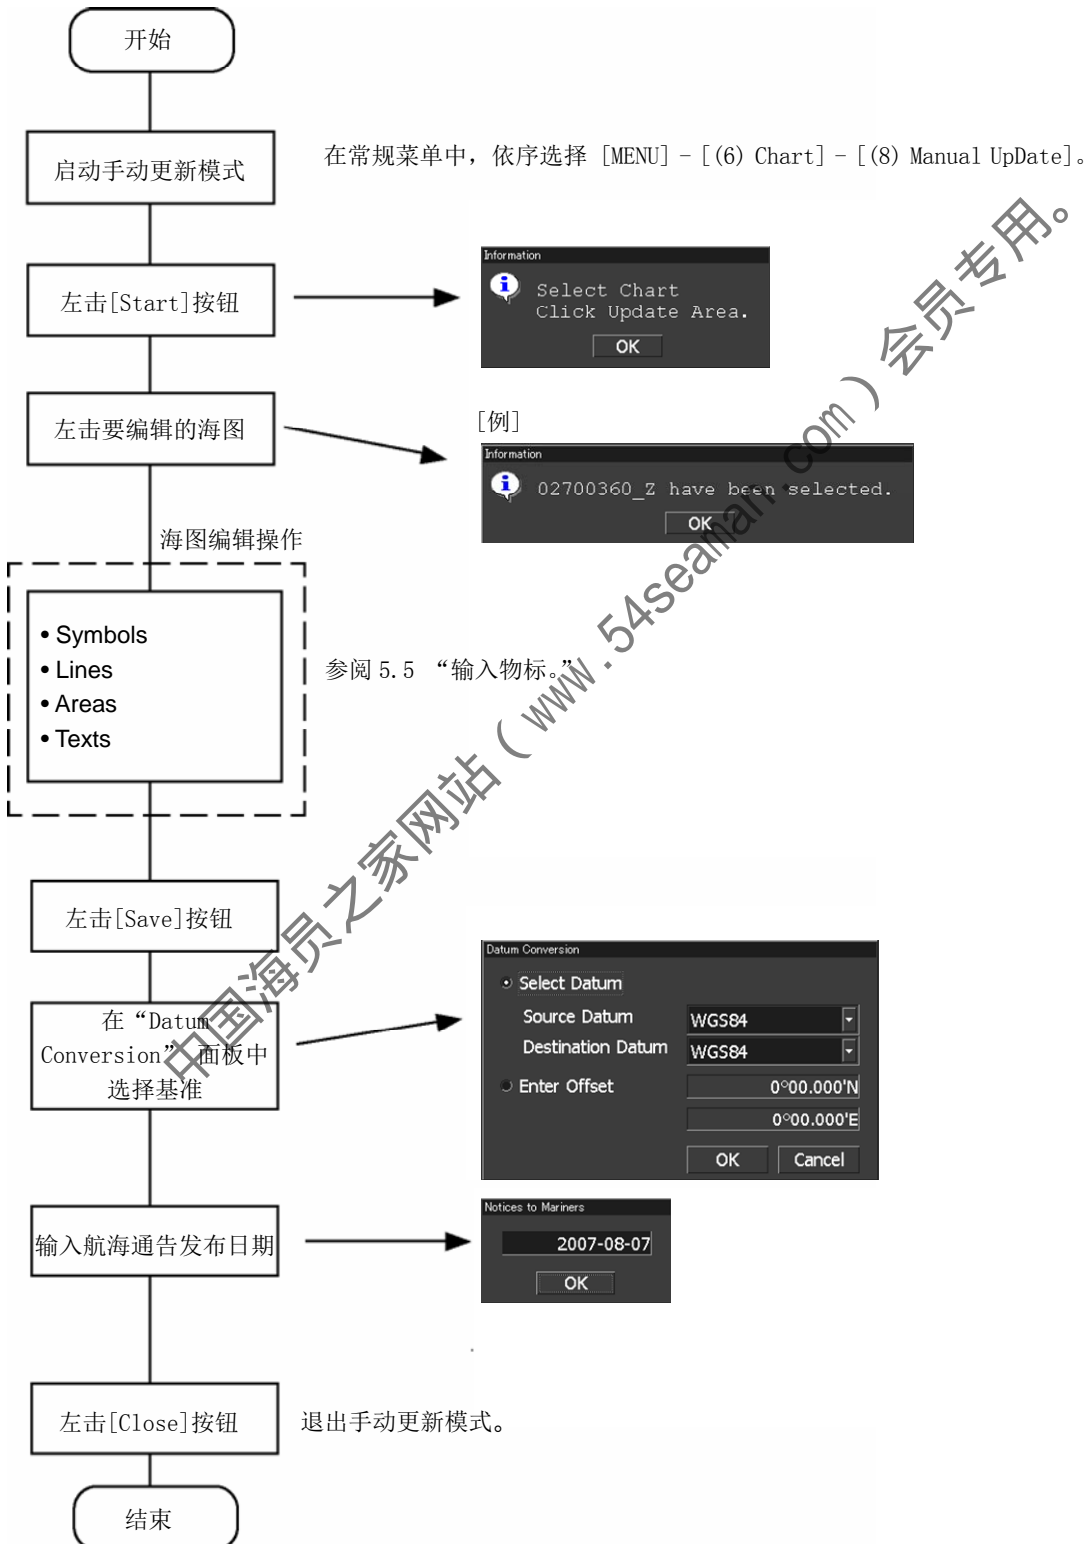 开始
启动手动更新模式
在常规菜单中，依序选择 [MENU] - [(6) Chart] - [(8) Manual UpDate]。
左击[Start]按钮
Information
Select Chart
Click Update Area.
OK
左击要编辑的海图
[例]
Information
02700360_Z have been selected.
OK
海图编辑操作
• Symbols
• Lines
• Areas
• Texts
参阅 5.5 “输入物标。”
左击[Save]按钮
在“Datum
Conversion” 面板中
选择基准
Datum Conversion
Select Datum
Source Datum WGS84
Destination Datum WGS84
Enter Offset 0°00.000'N
0°00.000'E
OK Cancel
输入航海通告发布日期
Notices to Mariners
2007-08-07
OK
左击[Close]按钮
退出手动更新模式。
结束
中国海员之家网站（www.54seaman.com）会员专用。